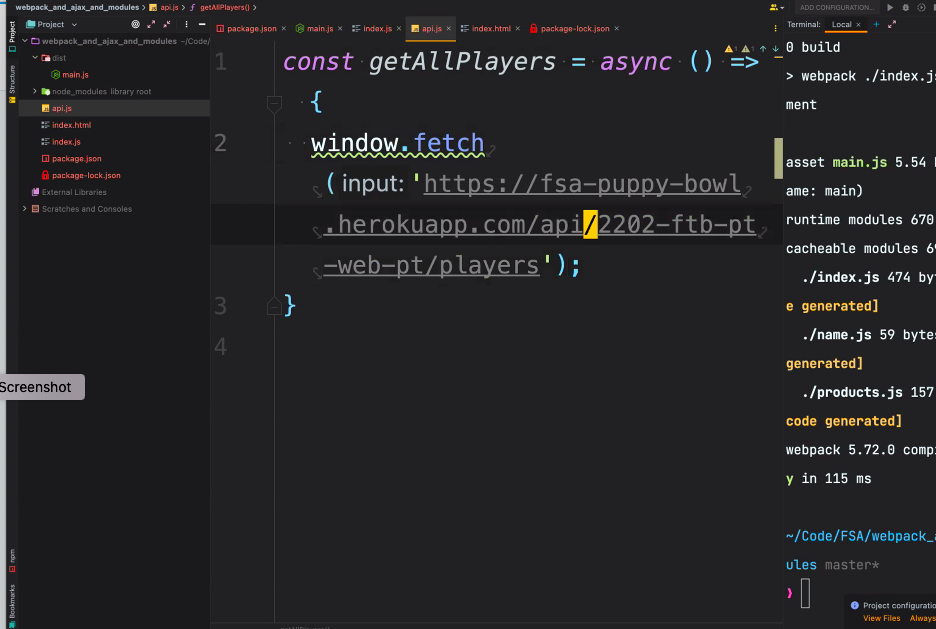 webpack_and_ajax_and_modules > api.js > getAllPlayers() >
ADD CONFIGURATION...
Project
package.json
main.js
index.js
api.js
index.html
package-lock.json
Terminal: Local
Project
Structure
webpack_and_ajax_and_modules ~/Code/
dist
main.js
node_modules library root
api.js
index.html
index.js
package.json
package-lock.json
External Libraries
Scratches and Consoles
1 const getAllPlayers = async () =>
{
2 window.fetch
(input: 'https://fsa-puppy-bowl
.herokuapp.com/api/2202-ftb-pt
-web-pt/players');
3 }
4
0 build
> webpack ./index.js
ment
asset main.js 5.54
ame: main)
runtime modules 670
cacheable modules 69
./index.js 474 byt
e generated]
./name.js 59 bytes
generated]
./products.js 157
code generated]
webpack 5.72.0 compi
y in 115 ms
~/Code/FSA/webpack_a
ules master*
❯
Screenshot
npm
Bookmarks
Project configuratio
View Files Always
getAllPlayers()